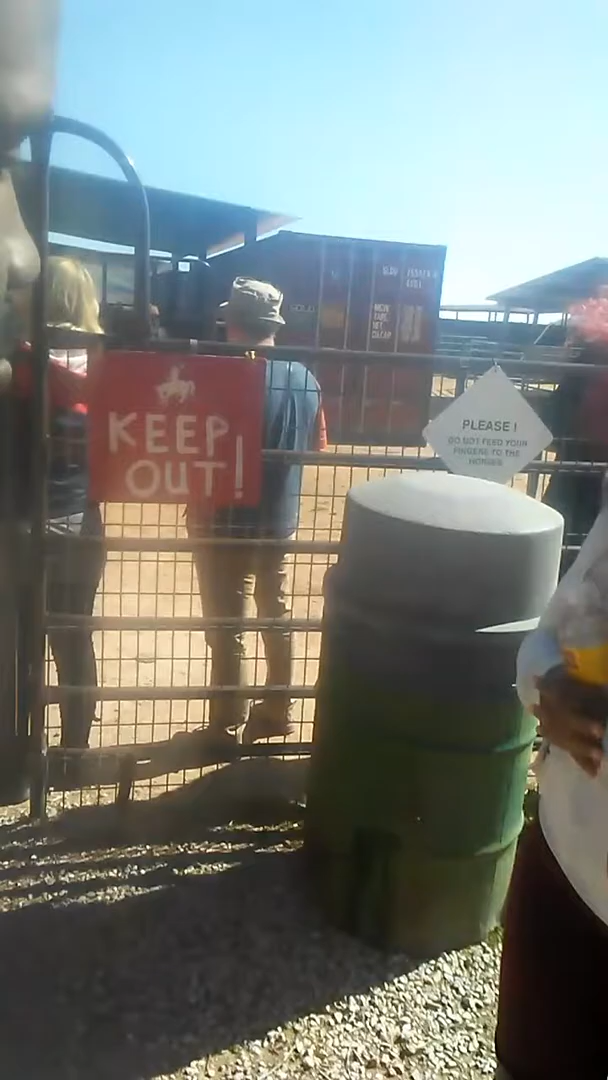 KEEP
OUT!
PLEASE !
DO NOT FEED YOUR
FINGERS TO THE
HORSES